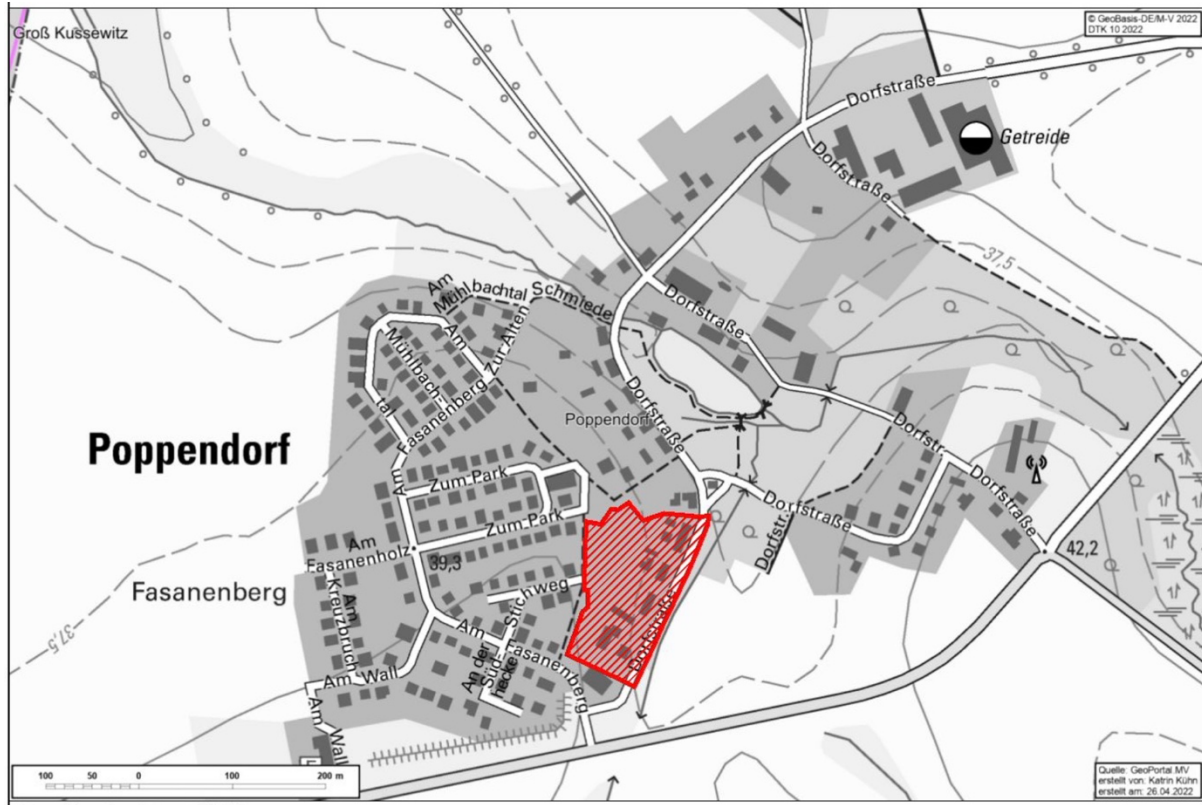 Groß Kussewitz
© GeoBasis-DE/M-V 2022
DTK 10 2022
Dorfstraße
Getreide
Dorfstraße
37,5
Am
Mühlbachtal
Schmiede
Zur Alten
Dorfstraße
Am
Mühlbach-
tal
Fasanenberg
Dorfstraße
Poppendorf
Poppendorf
Dorfstr.
Am
Zum Park
Zum Park
Dorfstraße
Dorfstr.
Dorfstraße
42,2
Am
Fasanenholz
39,3
Fasanenberg
Am
Kreuzbruch
Stichweg
Dorfstraße
37,5
Am
Fasanenberg
An der
Süd-
hecke
Am Wall
Am Wall
100 50 0 100 200 m
Quelle: GeoPortal.MV
erstellt von: Katrin Kühn
erstellt am: 26.04.2022